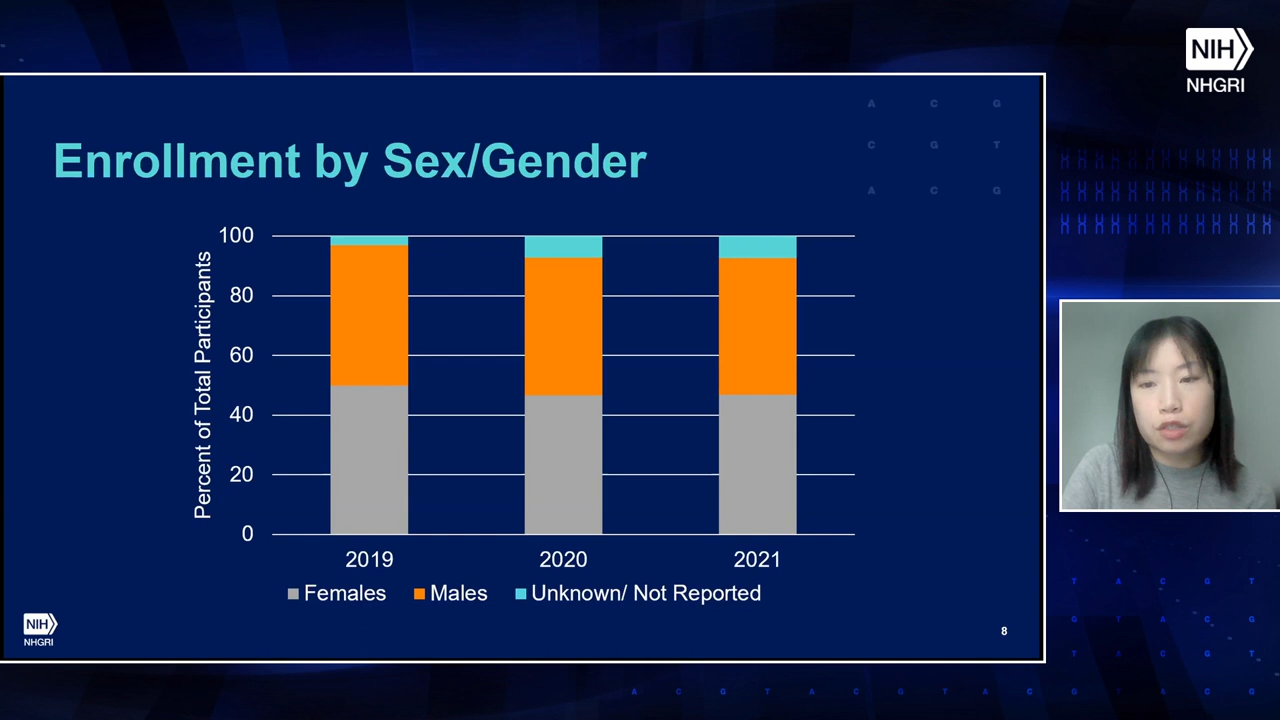 NIH
NHGRI
A C G
C G T
A C G
Enrollment by Sex/Gender
Percent of Total Participants
100
80
60
40
20
0
2019 2020 2021
Females Males Unknown/ Not Reported
NIH
NHGRI
8
T A C G T
G T A C G
T A C G T
A C G T A C G T A C G T A C G